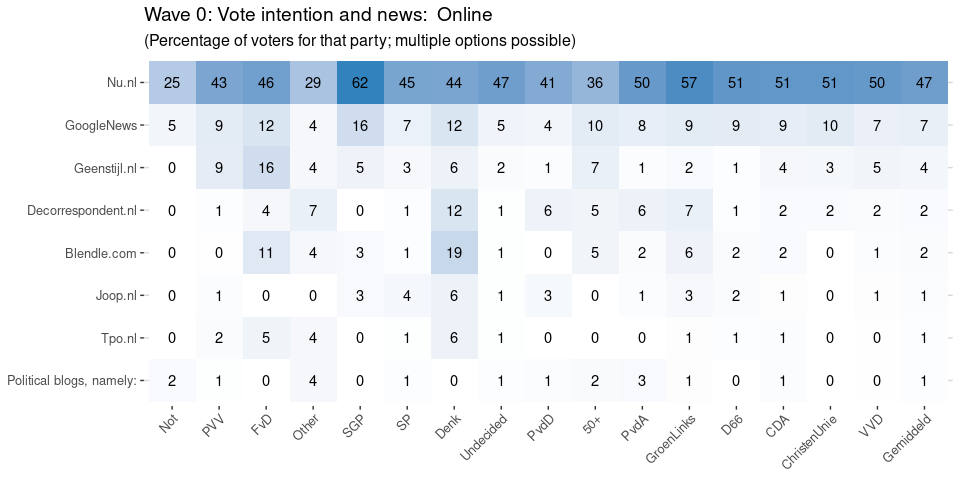 Wave 0: Vote intention and news:  Online
(Percentage of voters for that party; multiple options possible)
Nu.nl 25 43 46 29 62 45 44 47 41 36 50 57 51 51 51 50 47
GoogleNews 5 9 12 4 16 7 12 5 4 10 8 9 9 9 10 7 7
Geenstijl.nl 0 9 16 4 5 3 6 2 1 7 1 2 1 4 3 5 4
Decorrespondent.nl 0 1 4 7 0 1 12 1 6 5 6 7 1 2 2 2 2
Blendle.com 0 0 11 4 3 1 19 1 0 5 2 6 2 2 0 1 2
Joop.nl 0 1 0 0 3 4 6 1 3 0 1 3 2 1 0 1 1
Tpo.nl 0 2 5 4 0 1 6 1 0 0 0 1 1 1 0 0 1
Political blogs, namely: 2 1 0 4 0 1 0 1 1 2 3 1 0 1 0 0 1
Not PVV FvD Other SGP SP Denk Undecided PvdD 50+ PvdA GroenLinks D66 CDA ChristenUnie VVD Gemiddeld